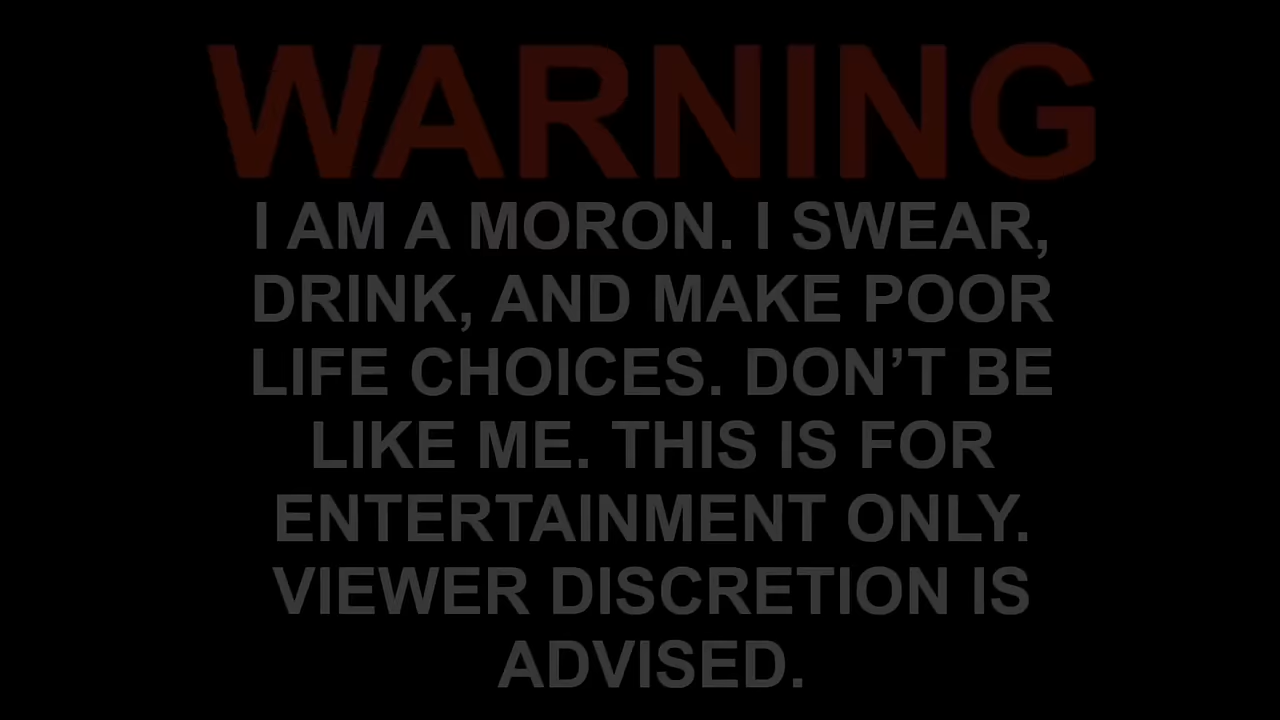 WARNING
I AM A MORON. I SWEAR,
DRINK, AND MAKE POOR
LIFE CHOICES. DON’T BE
LIKE ME. THIS IS FOR
ENTERTAINMENT ONLY.
VIEWER DISCRETION IS
ADVISED.